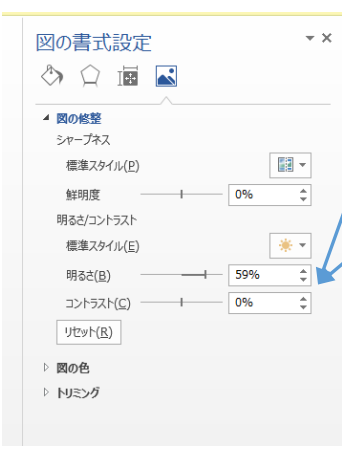 図の書式設定
図の修整
シャープネス
標準スタイル(P)
鮮明度 0%
明るさ/コントラスト
標準スタイル(E)
明るさ(B) 59%
コントラスト(C) 0%
リセット(R)
図の色
トリミング